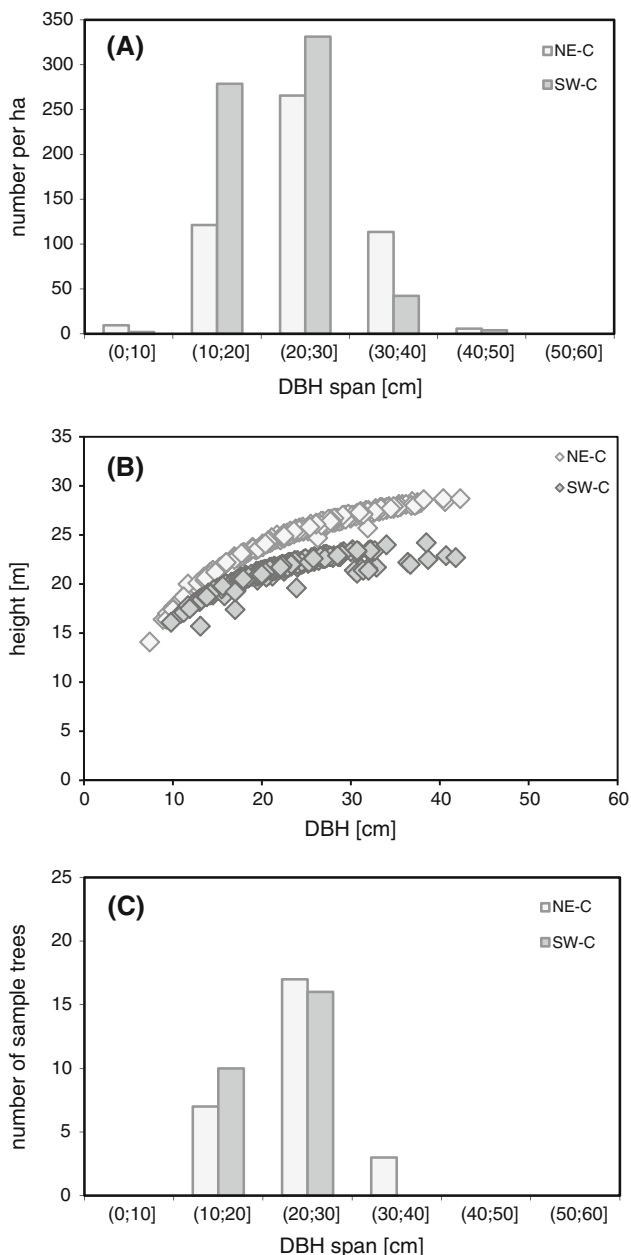 (A)
NE-C
SW-C
number per ha
350
300
250
200
150
100
50
0
(0;10] (10;20] (20;30] (30;40] (40;50] (50;60]
DBH span [cm]
(B)
NE-C
SW-C
height [m]
35
30
25
20
15
10
5
0
0 10 20 30 40 50 60
DBH [cm]
(C)
NE-C
SW-C
number of sample trees
25
20
15
10
5
0
(0;10] (10;20] (20;30] (30;40] (40;50] (50;60]
DBH span [cm]